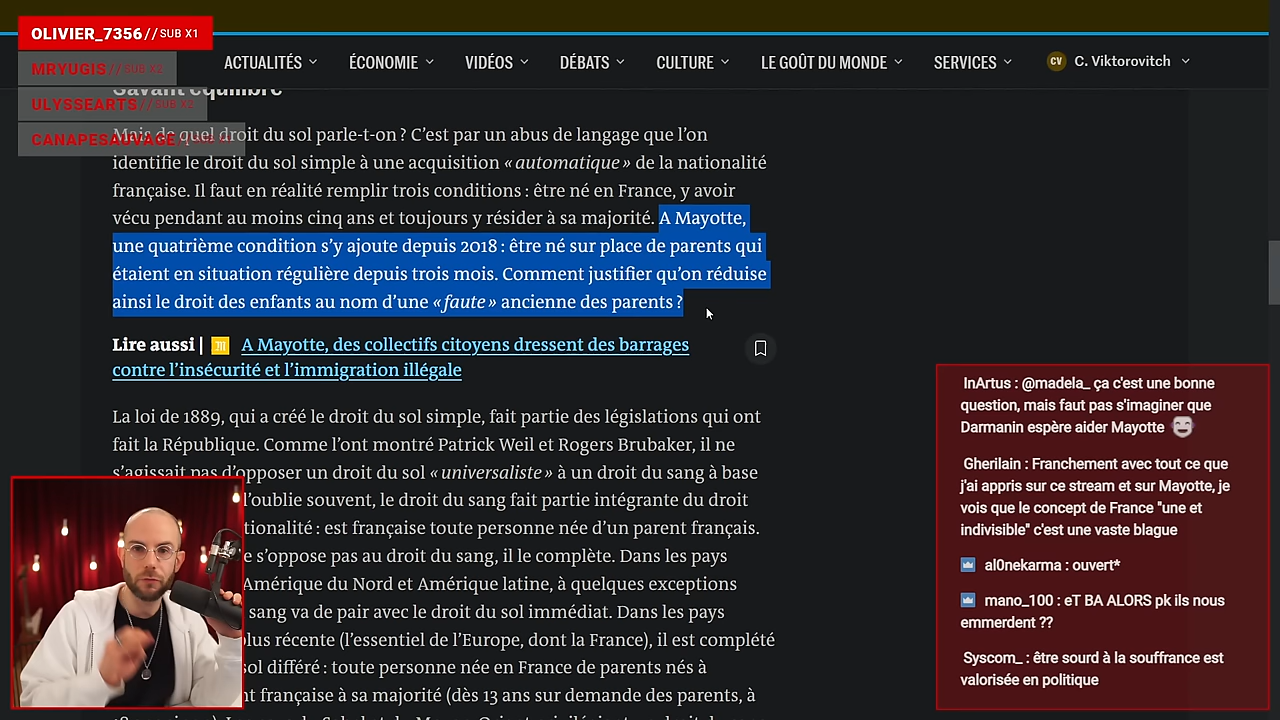 OLIVIER_7356// SUB X1
MRYUGIS//SUB X2
ULYSSEARTS//SUB X2
CANAPESAUVAGE
ACTUALITÉS
ÉCONOMIE
VIDÉOS
DÉBATS
CULTURE
LE GOÛT DU MONDE
SERVICES
CV C. Viktorovitch
Savant équilibre
Mais de quel droit du sol parle-t-on ? C’est par un abus de langage que l’on
identifie le droit du sol simple à une acquisition « automatique » de la nationalité
française. Il faut en réalité remplir trois conditions : être né en France, y avoir
vécu pendant au moins cinq ans et toujours y résider à sa majorité. A Mayotte,
une quatrième condition s’y ajoute depuis 2018 : être né sur place de parents qui
étaient en situation régulière depuis trois mois. Comment justifier qu’on réduise
ainsi le droit des enfants au nom d’une « faute » ancienne des parents ?
Lire aussi | A Mayotte, des collectifs citoyens dressent des barrages
contre l’insécurité et l’immigration illégale
La loi de 1889, qui a créé le droit du sol simple, fait partie des législations qui ont
fait la République. Comme l’ont montré Patrick Weil et Rogers Brubaker, il ne
s’agissait pas d’opposer un droit du sol « universaliste » à un droit du sang à base
l’oublie souvent, le droit du sang fait partie intégrante du droit
tionalité : est française toute personne née d’un parent français.
e s’oppose pas au droit du sang, il le complète. Dans les pays
Amérique du Nord et Amérique latine, à quelques exceptions
sang va de pair avec le droit du sol immédiat. Dans les pays
plus récente (l’essentiel de l’Europe, dont la France), il est complété
sol différé : toute personne née en France de parents nés à
nt française à sa majorité (dès 13 ans sur demande des parents, à
InArtus : @madela_ ça c'est une bonne
question, mais faut pas s'imaginer que
Darmanin espère aider Mayotte
Gherilain : Franchement avec tout ce que
j'ai appris sur ce stream et sur Mayotte, je
vois que le concept de France "une et
indivisible" c'est une vaste blague
al0nekarma : ouvert*
mano_100 : eT BA ALORS pk ils nous
emmerdent ??
Syscom_ : être sourd à la souffrance est
valorisée en politique